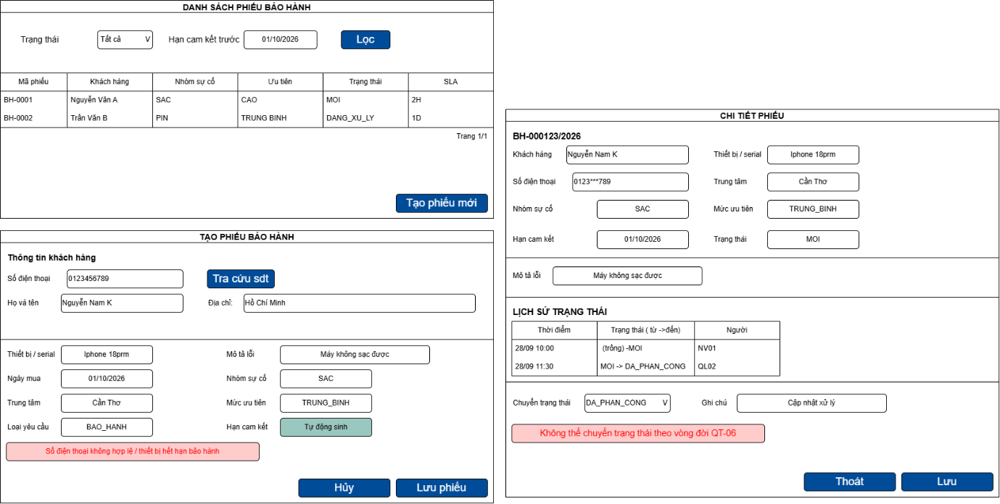 DANH SÁCH PHIẾU BẢO HÀNH
Trạng thái Tất cả V Hạn cam kết trước 01/10/2026 Lọc
Mã phiếu Khách hàng Nhóm sự cố Ưu tiên Trạng thái SLA
BH-0001 Nguyễn Văn A SAC CAO MOI 2H
BH-0002 Trần Văn B PIN TRUNG BINH DANG_XU_LY 1D
Trang 1/1
Tạo phiếu mới
TẠO PHIẾU BẢO HÀNH
Thông tin khách hàng
Số điện thoại 0123456789 Tra cứu sdt
Họ và tên Nguyễn Nam K Địa chỉ: Hồ Chí Minh
Thiết bị / serial Iphone 18prm Mô tả lỗi Máy không sạc được
Ngày mua 01/10/2026 Nhóm sự cố SAC
Trung tâm Cần Thơ Mức ưu tiên TRUNG_BINH
Loại yêu cầu BAO_HANH Hạn cam kết Tự động sinh
Số điện thoại không hợp lệ / thiết bị hết hạn bảo hành
Hủy Lưu phiếu
CHI TIẾT PHIẾU
BH-000123/2026
Khách hàng Nguyễn Nam K Thiết bị / serial Iphone 18prm
Số điện thoại 0123***789 Trung tâm Cần Thơ
Nhóm sự cố SAC Mức ưu tiên TRUNG_BINH
Hạn cam kết 01/10/2026 Trạng thái MOI
Mô tả lỗi Máy không sạc được
LỊCH SỬ TRẠNG THÁI
Thời điểm Trạng thái ( từ ->đến) Người
28/09 10:00 (trống) -MOI NV01
28/09 11:30 MOI -> DA_PHAN_CONG QL02
Chuyển trạng thái DA_PHAN_CONG V Ghi chú Cập nhật xử lý
Không thể chuyển trạng thái theo vòng đời QT-06
Thoát Lưu